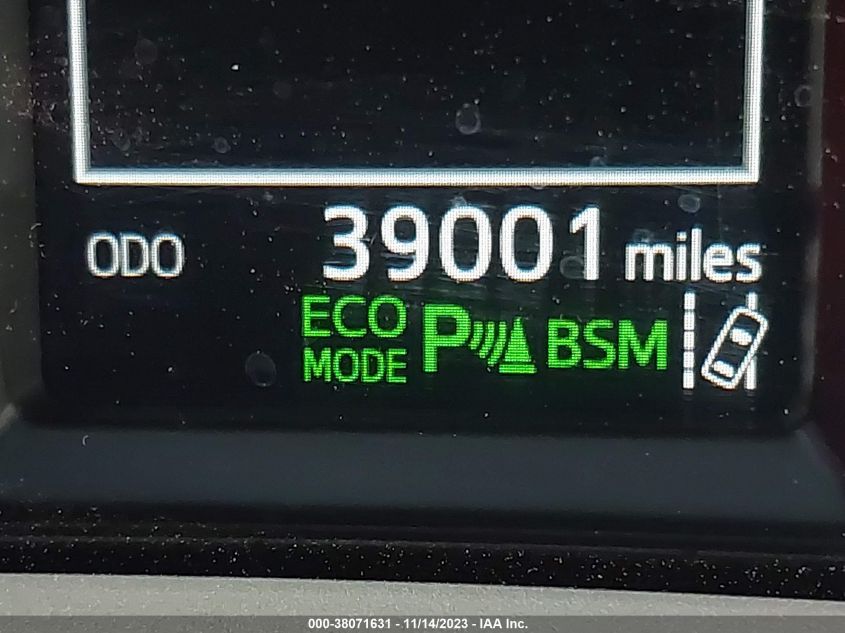 ODO 39001 miles
ECO MODE P BSM
000-38071631 - 11/14/2023 - IAA Inc.